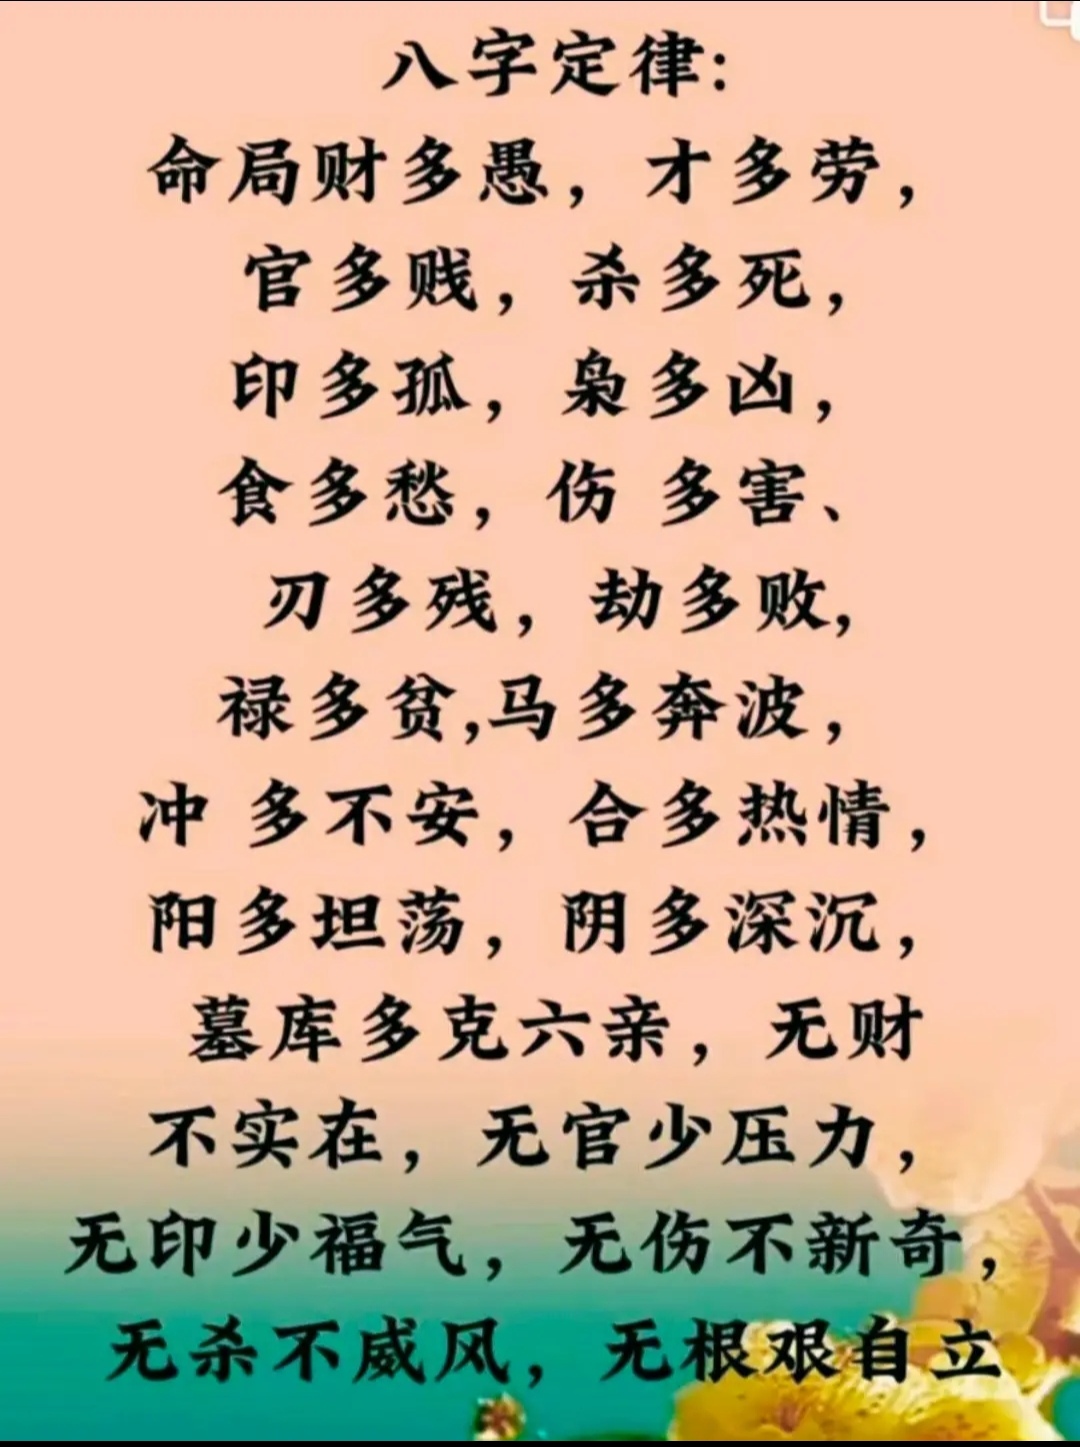 八字定律:
命局财多愚，才多劳，
官多贱，杀多死，
印多孤，枭多凶，
食多愁，伤 多害、
刃多残，劫多败,
禄多贫,马多奔波，
冲 多不安，合多热情，
阳多坦荡，阴多深沉，
墓库多克六亲，无财
不实在，无官少压力，
无印少福气，无伤不新奇，
无杀不威风，无根艰自立